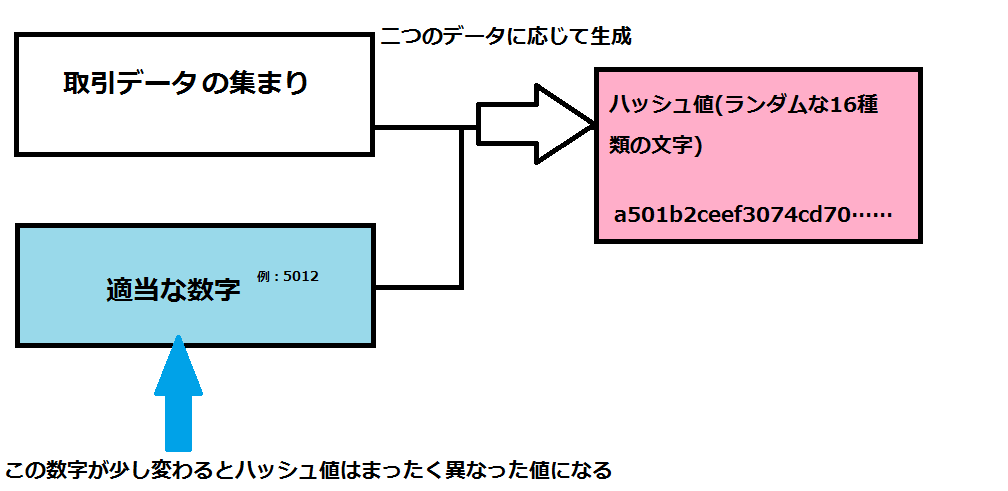 二つのデータに応じて生成
取引データの集まり
ハッシュ値(ランダムな16種
類の文字)
a501b2ceef3074cd70……
適当な数字
例：5012
この数字が少し変わるとハッシュ値はまったく異なった値になる